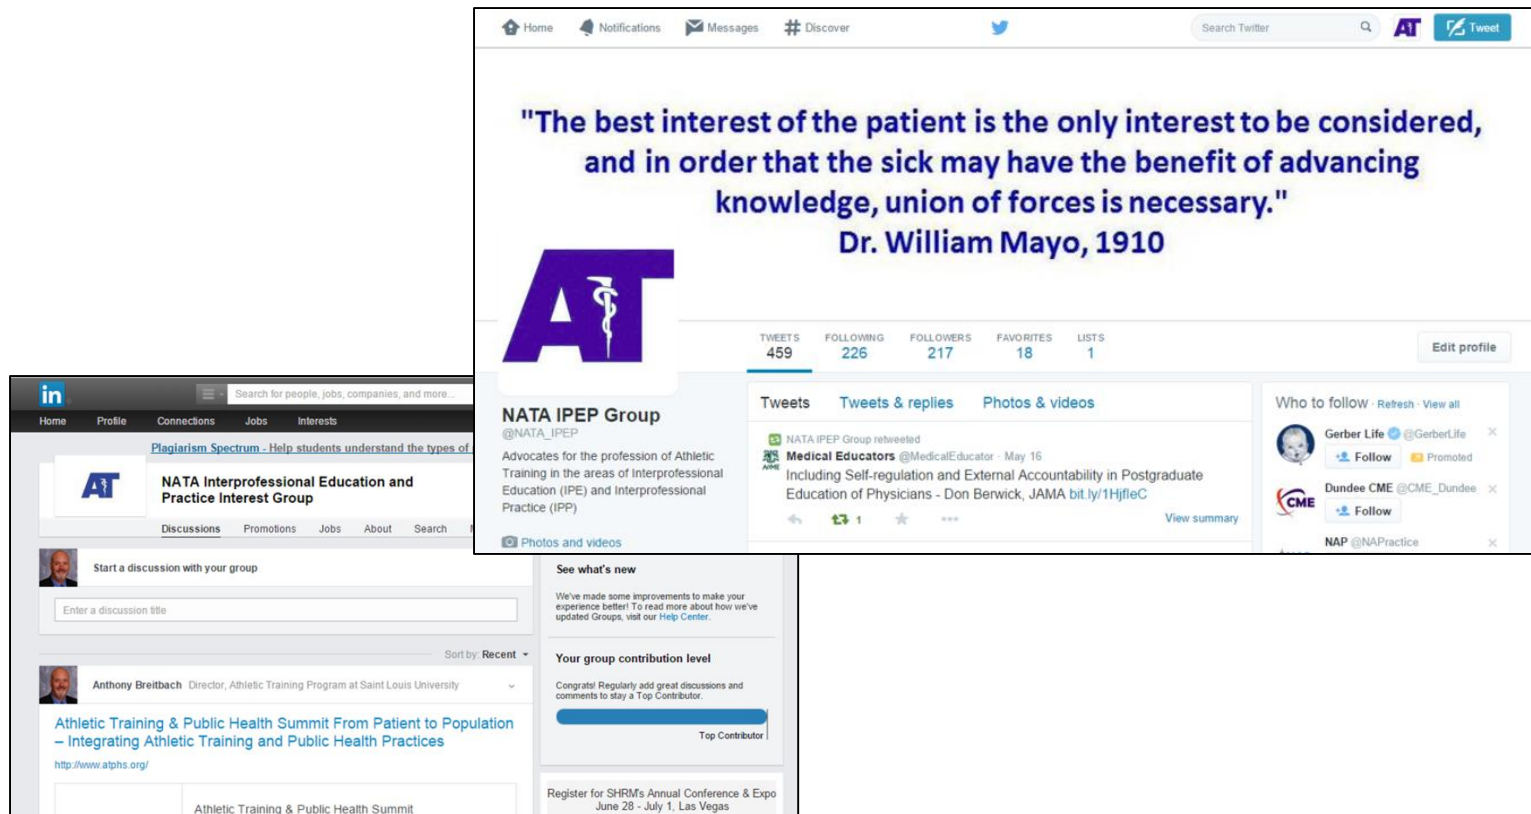 Home
Notifications
Messages
Discover
Search Twitter
AT
Tweet
"The best interest of the patient is the only interest to be considered,
and in order that the sick may have the benefit of advancing
knowledge, union of forces is necessary."
Dr. William Mayo, 1910
AT
TWEETS
459
FOLLOWING
226
FOLLOWERS
217
FAVORITES
18
LISTS
1
Edit profile
NATA IPEP Group
@NATA_IPEP
Advocates for the profession of Athletic
Training in the areas of Interprofessional
Education (IPE) and Interprofessional
Practice (IPP)
Photos and videos
Tweets Tweets & replies Photos & videos
NATA IPEP Group retweeted
Medical Educators @MedicalEducator · May 16
Including Self-regulation and External Accountability in Postgraduate
Education of Physicians - Don Berwick, JAMA bit.ly/1HjfleC
1
View summary
Who to follow · Refresh · View all
Gerber Life @GerberLife
Follow
Promoted
CME
Dundee CME @CME_Dundee
Follow
NAP @NAPractice
in
Search for people, jobs, companies, and more...
Home Profile Connections Jobs Interests
Plagiarism Spectrum - Help students understand the types of
AT
NATA Interprofessional Education and
Practice Interest Group
Discussions Promotions Jobs About Search
Start a discussion with your group
Enter a discussion title
Sort by: Recent
Anthony Breitbach Director, Athletic Training Program at Saint Louis University
Athletic Training & Public Health Summit From Patient to Population
– Integrating Athletic Training and Public Health Practices
http://www.atphs.org/
Athletic Training & Public Health Summit
See what's new
We've made some improvements to make your
experience better! To read more about how we've
updated Groups, visit our Help Center.
Your group contribution level
Congrats! Regularly add great discussions and
comments to stay a Top Contributor.
Top Contributor
Register for SHRM's Annual Conference & Expo
June 28 - July 1, Las Vegas